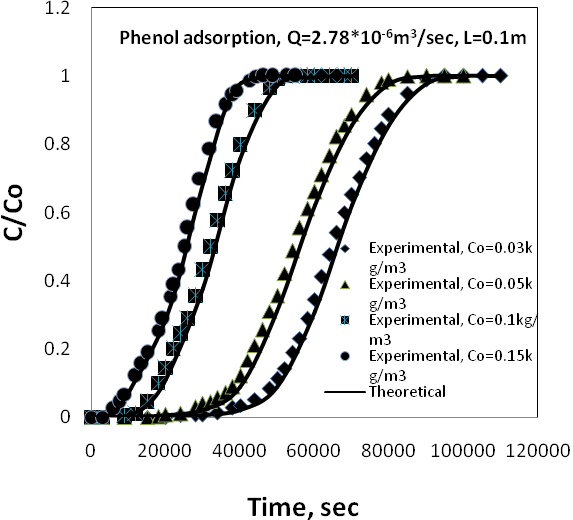 1.2
Phenol adsorption, Q=2.78*10-6m3/sec, L=0.1m
1
0.8
0.6
0.4
0.2
0
C/Co
Experimental, Co=0.03k
g/m3
Experimental, Co=0.05k
g/m3
Experimental, Co=0.1kg/
m3
Experimental, Co=0.15k
g/m3
Theoretical
0 20000 40000 60000 80000 100000 120000
Time, sec